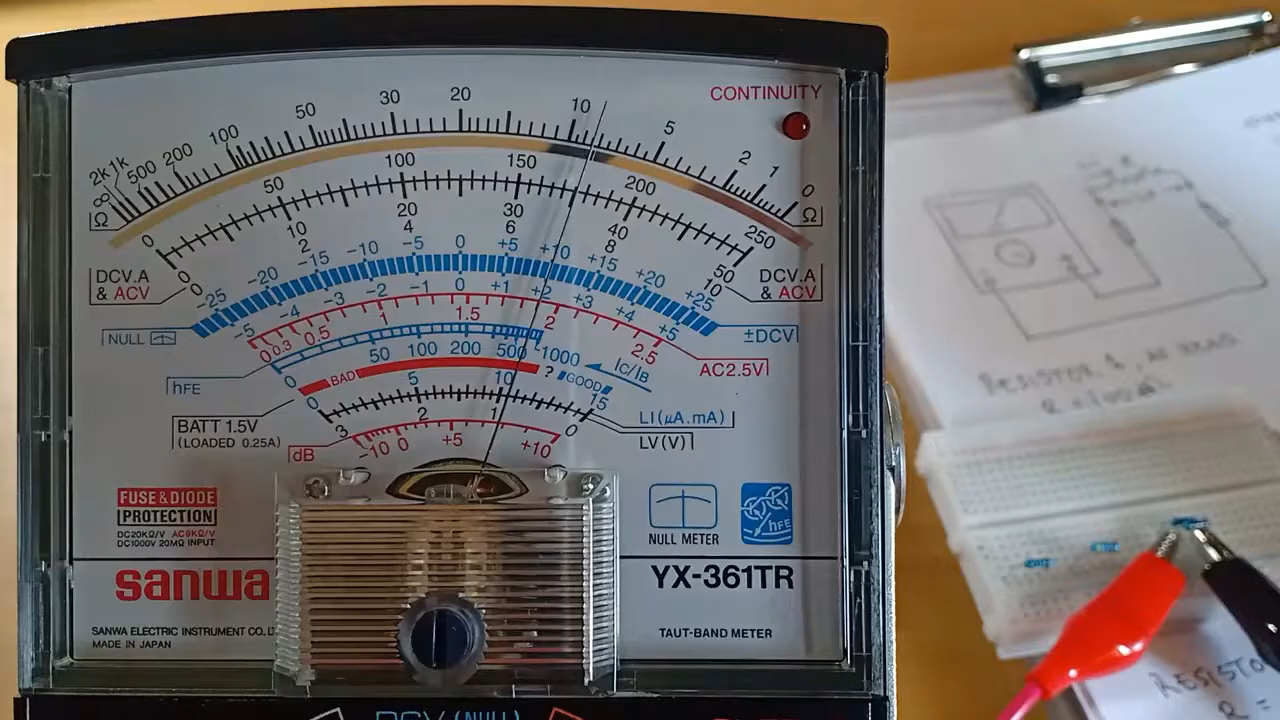 CONTINUITY
∞ 2k 1k 500 200 100 50 30 20 10 5 2 1 0
Ω Ω
0 50 100 150 200 250
0 10 20 30 40 50
0 2 4 6 8 10
DCV.A
& ACV
DCV.A
& ACV
-25 -20 -15 -10 -5 0 +5 +10 +15 +20 +25
NULL
±DCV
-5 -4 -3 -2 -1 0 +1 +2 +3 +4 +5
0 0.3 0.5 1 1.5 2 2.5
AC2.5V
hFE
0 50 100 200 500 1000
IC/IB
BAD ? GOOD
BATT 1.5V
(LOADED 0.25A)
0 5 10 15
LI(μA.mA)
3 2 1 0
LV(V)
dB
-10 0 +5 +10
FUSE & DIODE
PROTECTION
DC20KΩ/V AC8KΩ/V
DC1000V 20MΩ INPUT
NULL METER
hFE
sanwa
YX-361TR
SANWA ELECTRIC INSTRUMENT CO.
MADE IN JAPAN
TAUT-BAND METER
DCV (NULL)
RESISTOR
R =